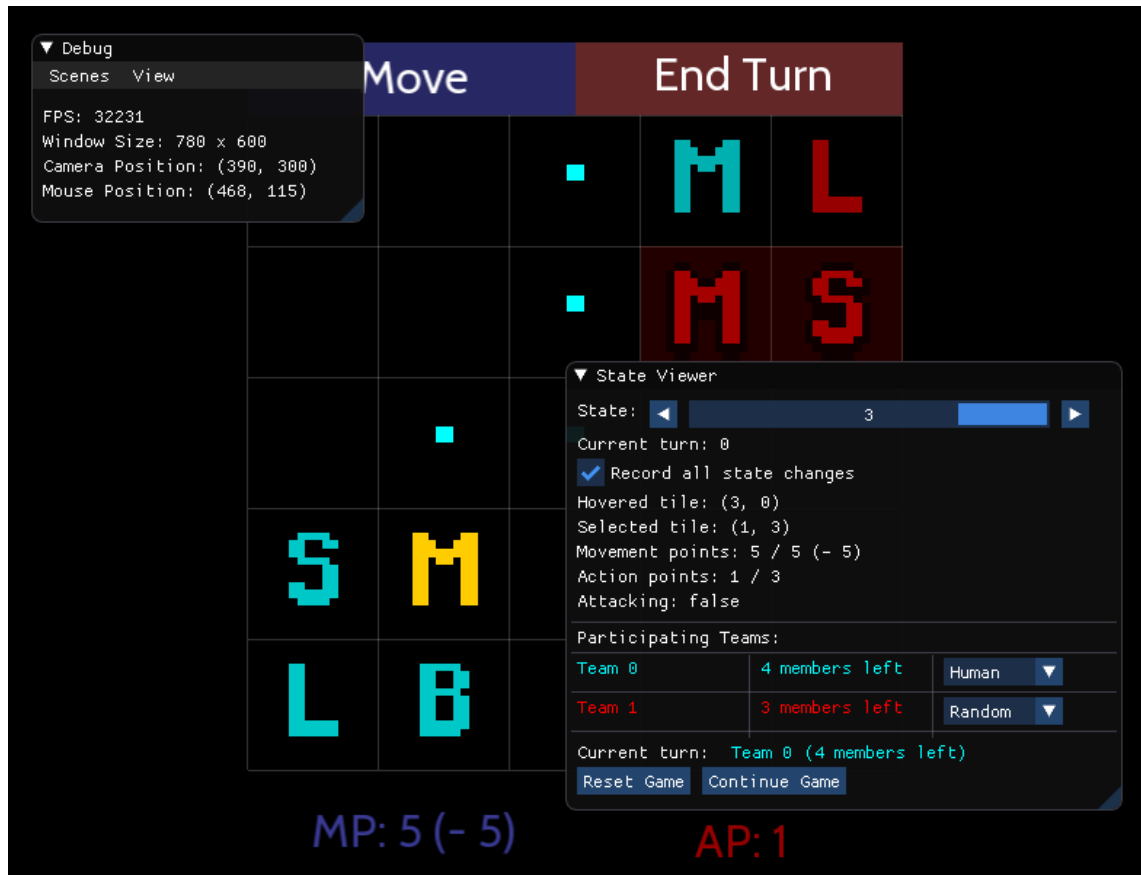 Debug
Scenes View
Move
End Turn
FPS: 32231
Window Size: 780 x 600
Camera Position: (390, 300)
Mouse Position: (468, 115)
M L
M S
State Viewer
State: 3
Current turn: 0
Record all state changes
Hovered tile: (3, 0)
Selected tile: (1, 3)
Movement points: 5 / 5 (- 5)
Action points: 1 / 3
Attacking: false
Participating Teams:
Team 0 4 members left Human
Team 1 3 members left Random
Current turn: Team 0 (4 members left)
Reset Game Continue Game
S M
L B
MP: 5 (- 5)
AP: 1